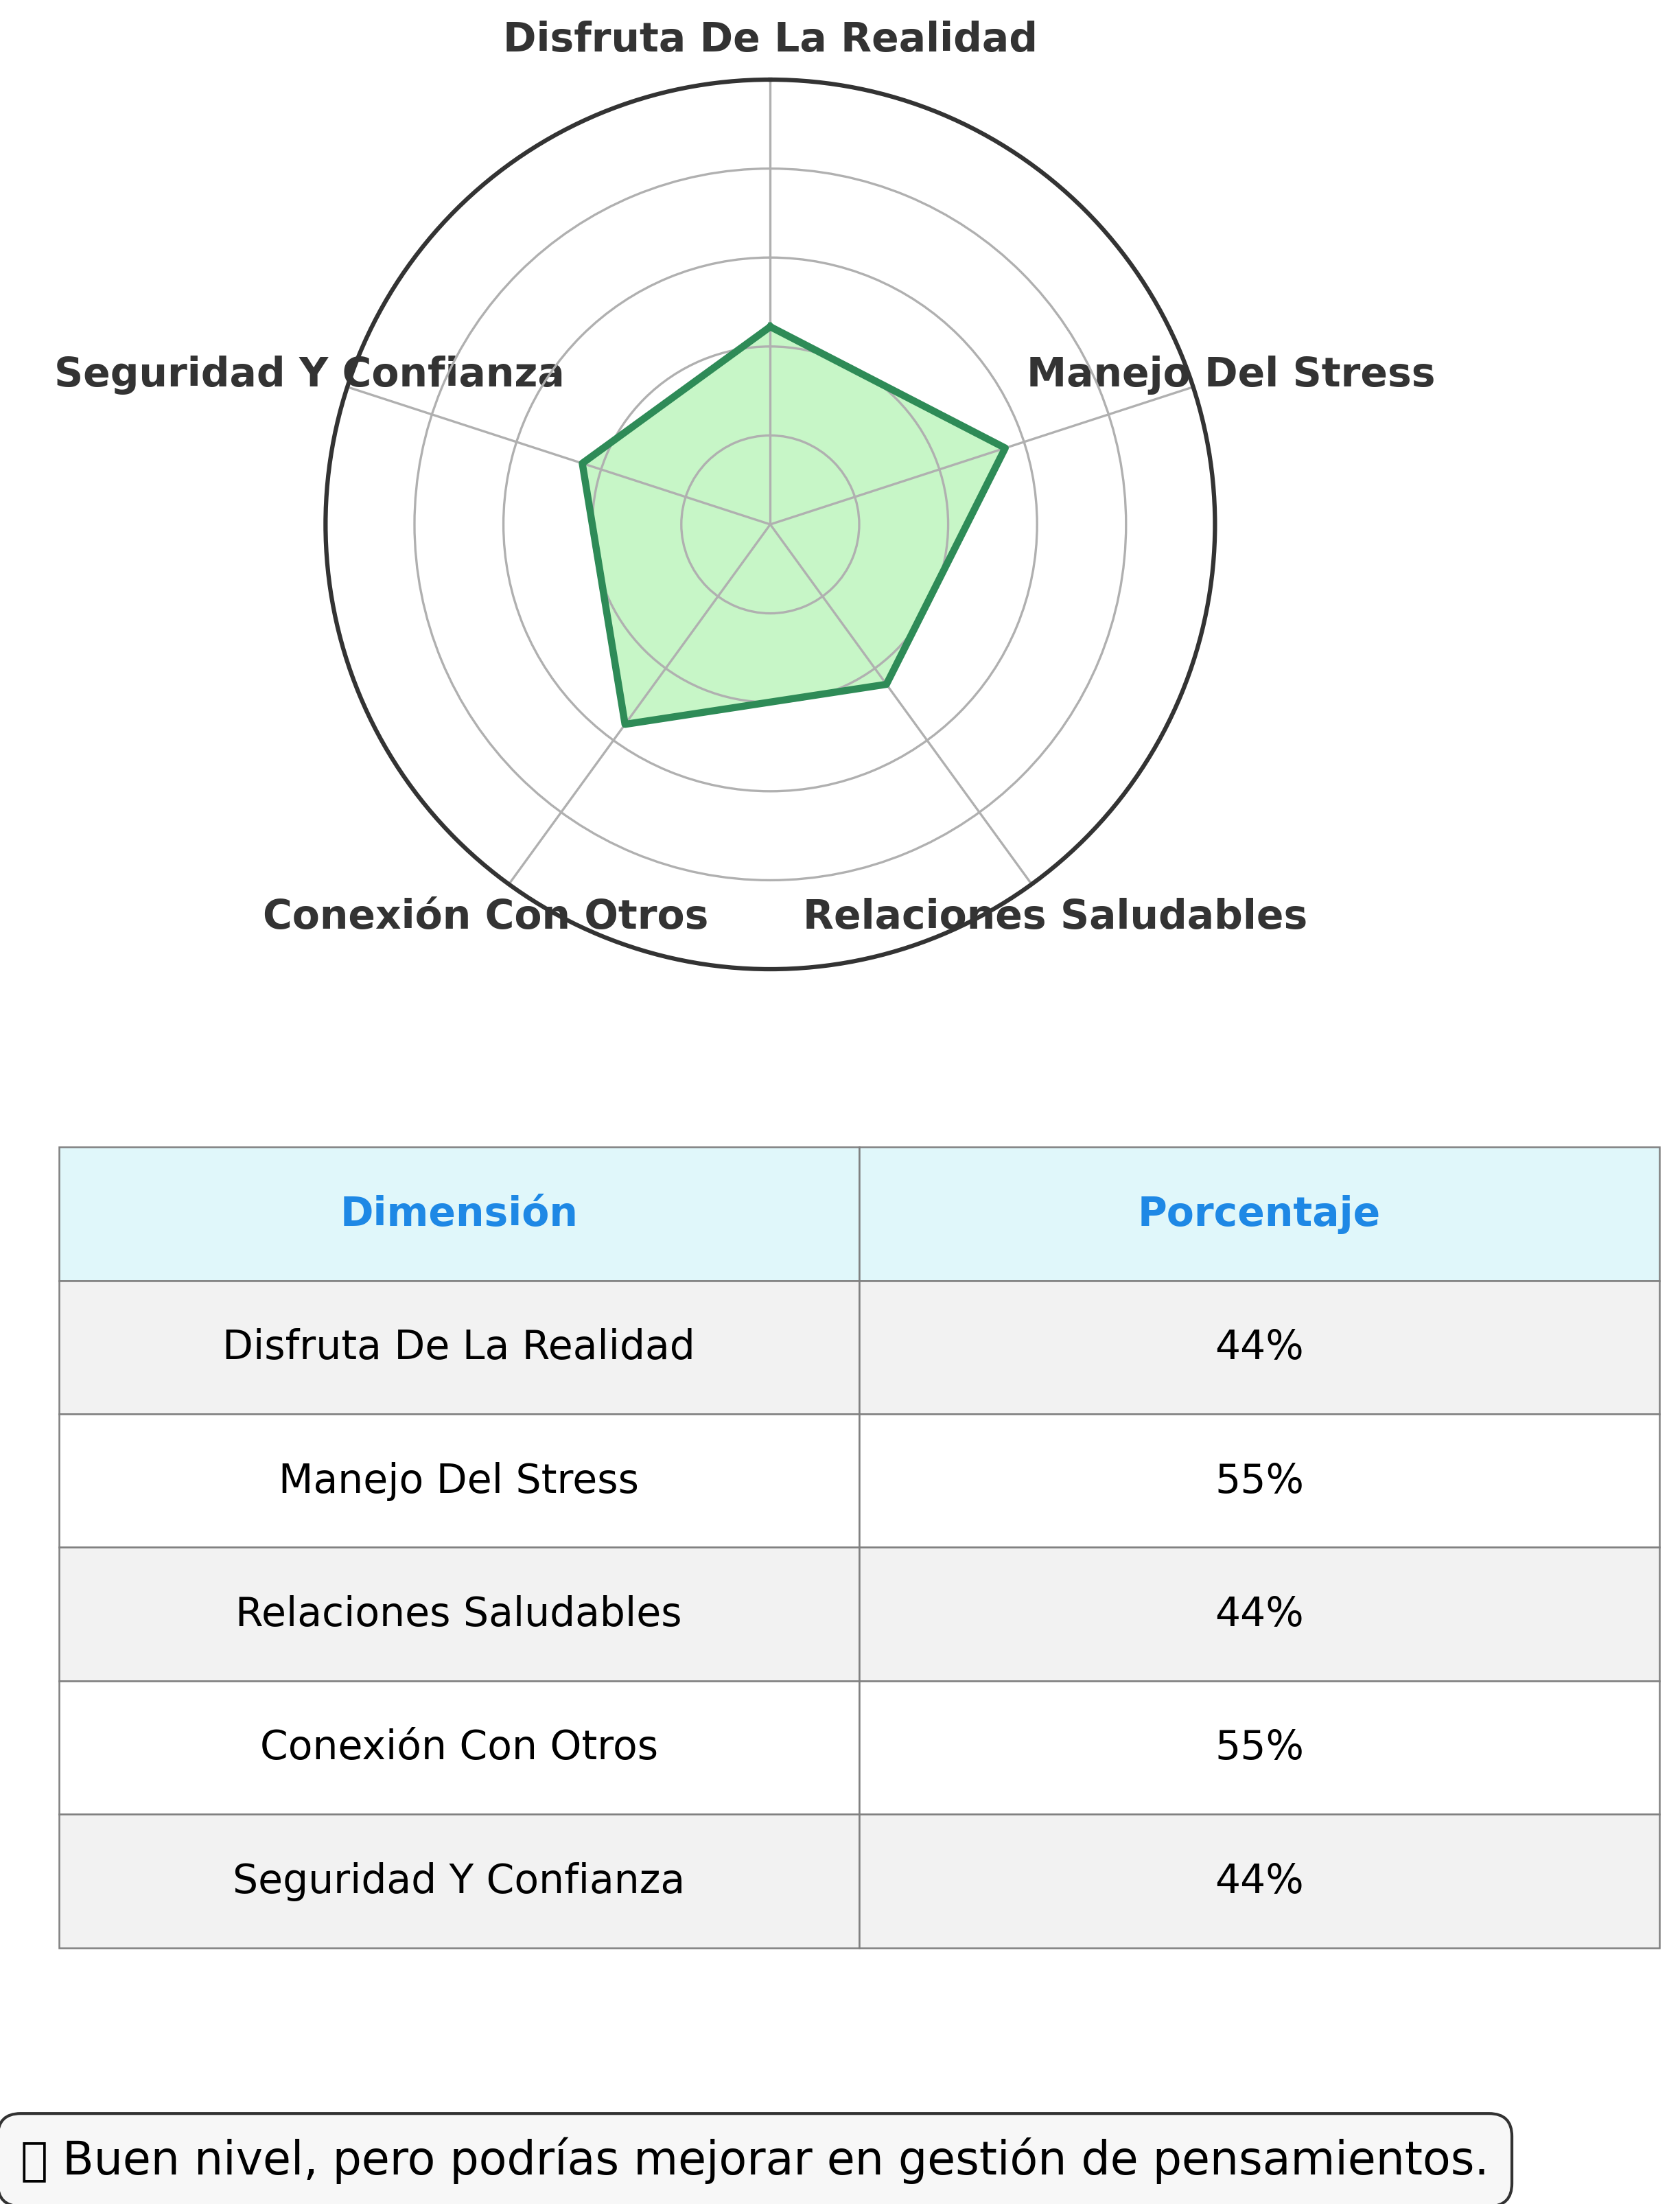 Disfruta De La Realidad
Seguridad Y Confianza
Manejo Del Stress
Conexión Con Otros
Relaciones Saludables
Dimensión Porcentaje
Disfruta De La Realidad 44%
Manejo Del Stress 55%
Relaciones Saludables 44%
Conexión Con Otros 55%
Seguridad Y Confianza 44%
Buen nivel, pero podrías mejorar en gestión de pensamientos.